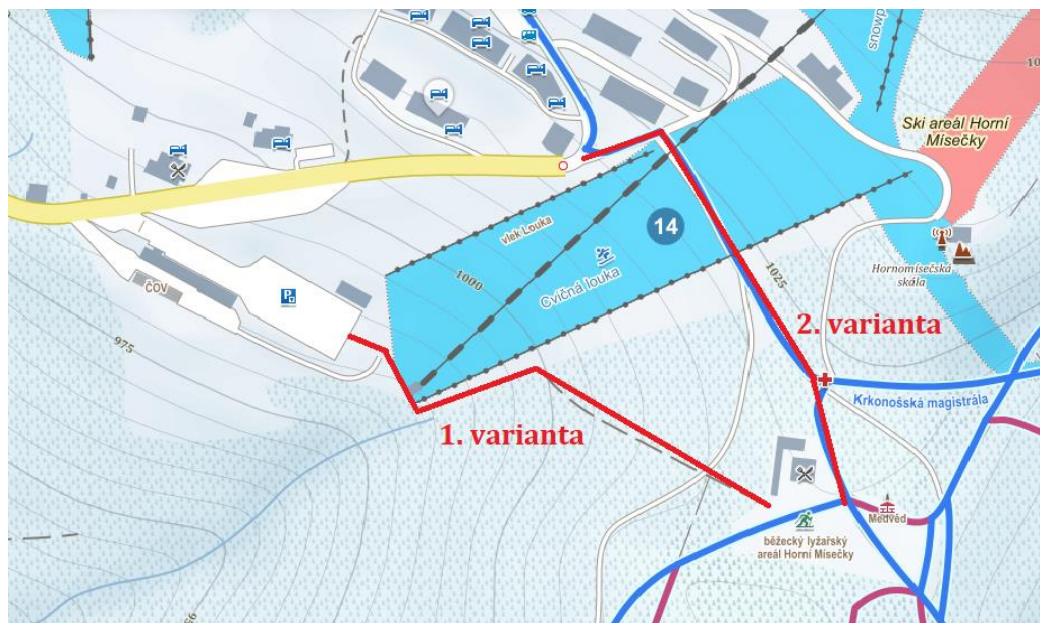 snowp
10
Ski areál Horní
Mísečky
vlek Louka
14
1000
Cvičná louka
1025
Hornomísečská
skála
ČOV
P
975
2. varianta
1. varianta
Krkonošská magistrála
Medvěd
běžecký lyžařský
areál Horní Mísečky